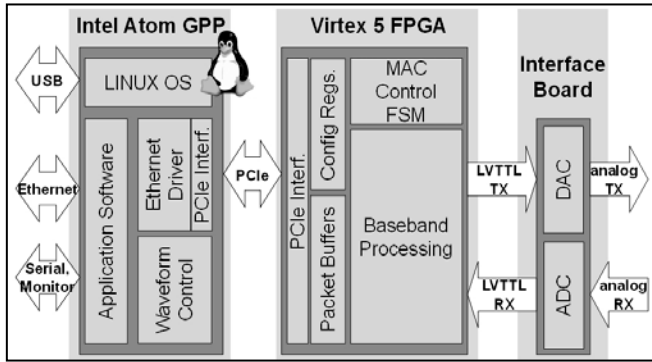 Intel Atom GPP
Virtex 5 FPGA
Interface
Board
USB
Ethernet
Serial,
Monitor
LINUX OS
Application Software
Ethernet
Driver
PCIe Interf.
Waveform
Control
PCIe
PCIe Interf.
Config Regs.
Packet Buffers
MAC
Control
FSM
Baseband
Processing
LVTTL
TX
LVTTL
RX
DAC
ADC
analog
TX
analog
RX